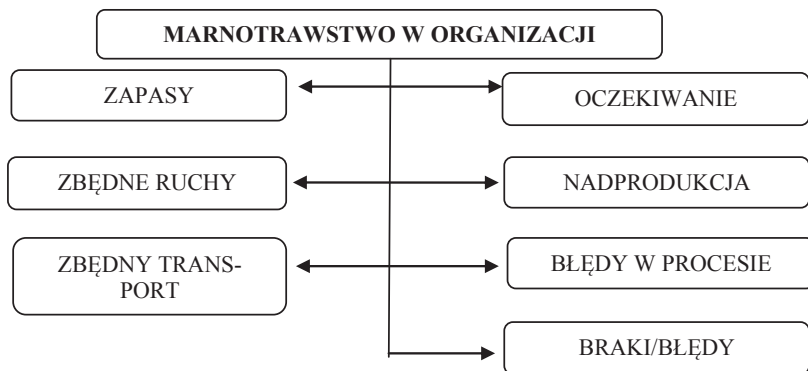 MARNOTRAWSTWO W ORGANIZACJI
ZAPASY
OCZEKIWANIE
ZBĘDNE RUCHY
NADPRODUKCJA
ZBĘDNY TRANS-
PORT
BŁĘDY W PROCESIE
BRAKI/BŁĘDY